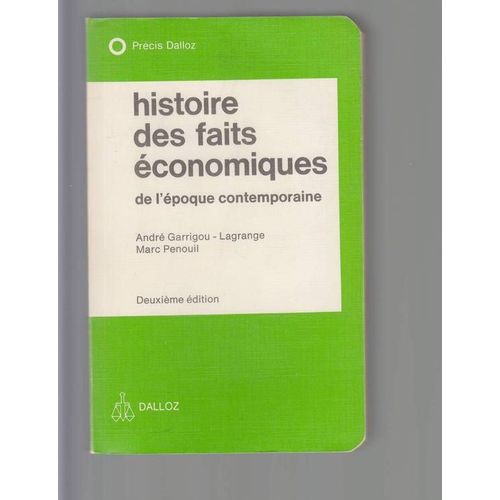 Précis Dalloz
histoire
des faits
économiques
de l'époque contemporaine
André Garrigou - Lagrange
Marc Penouil
Deuxième édition
DALLOZ